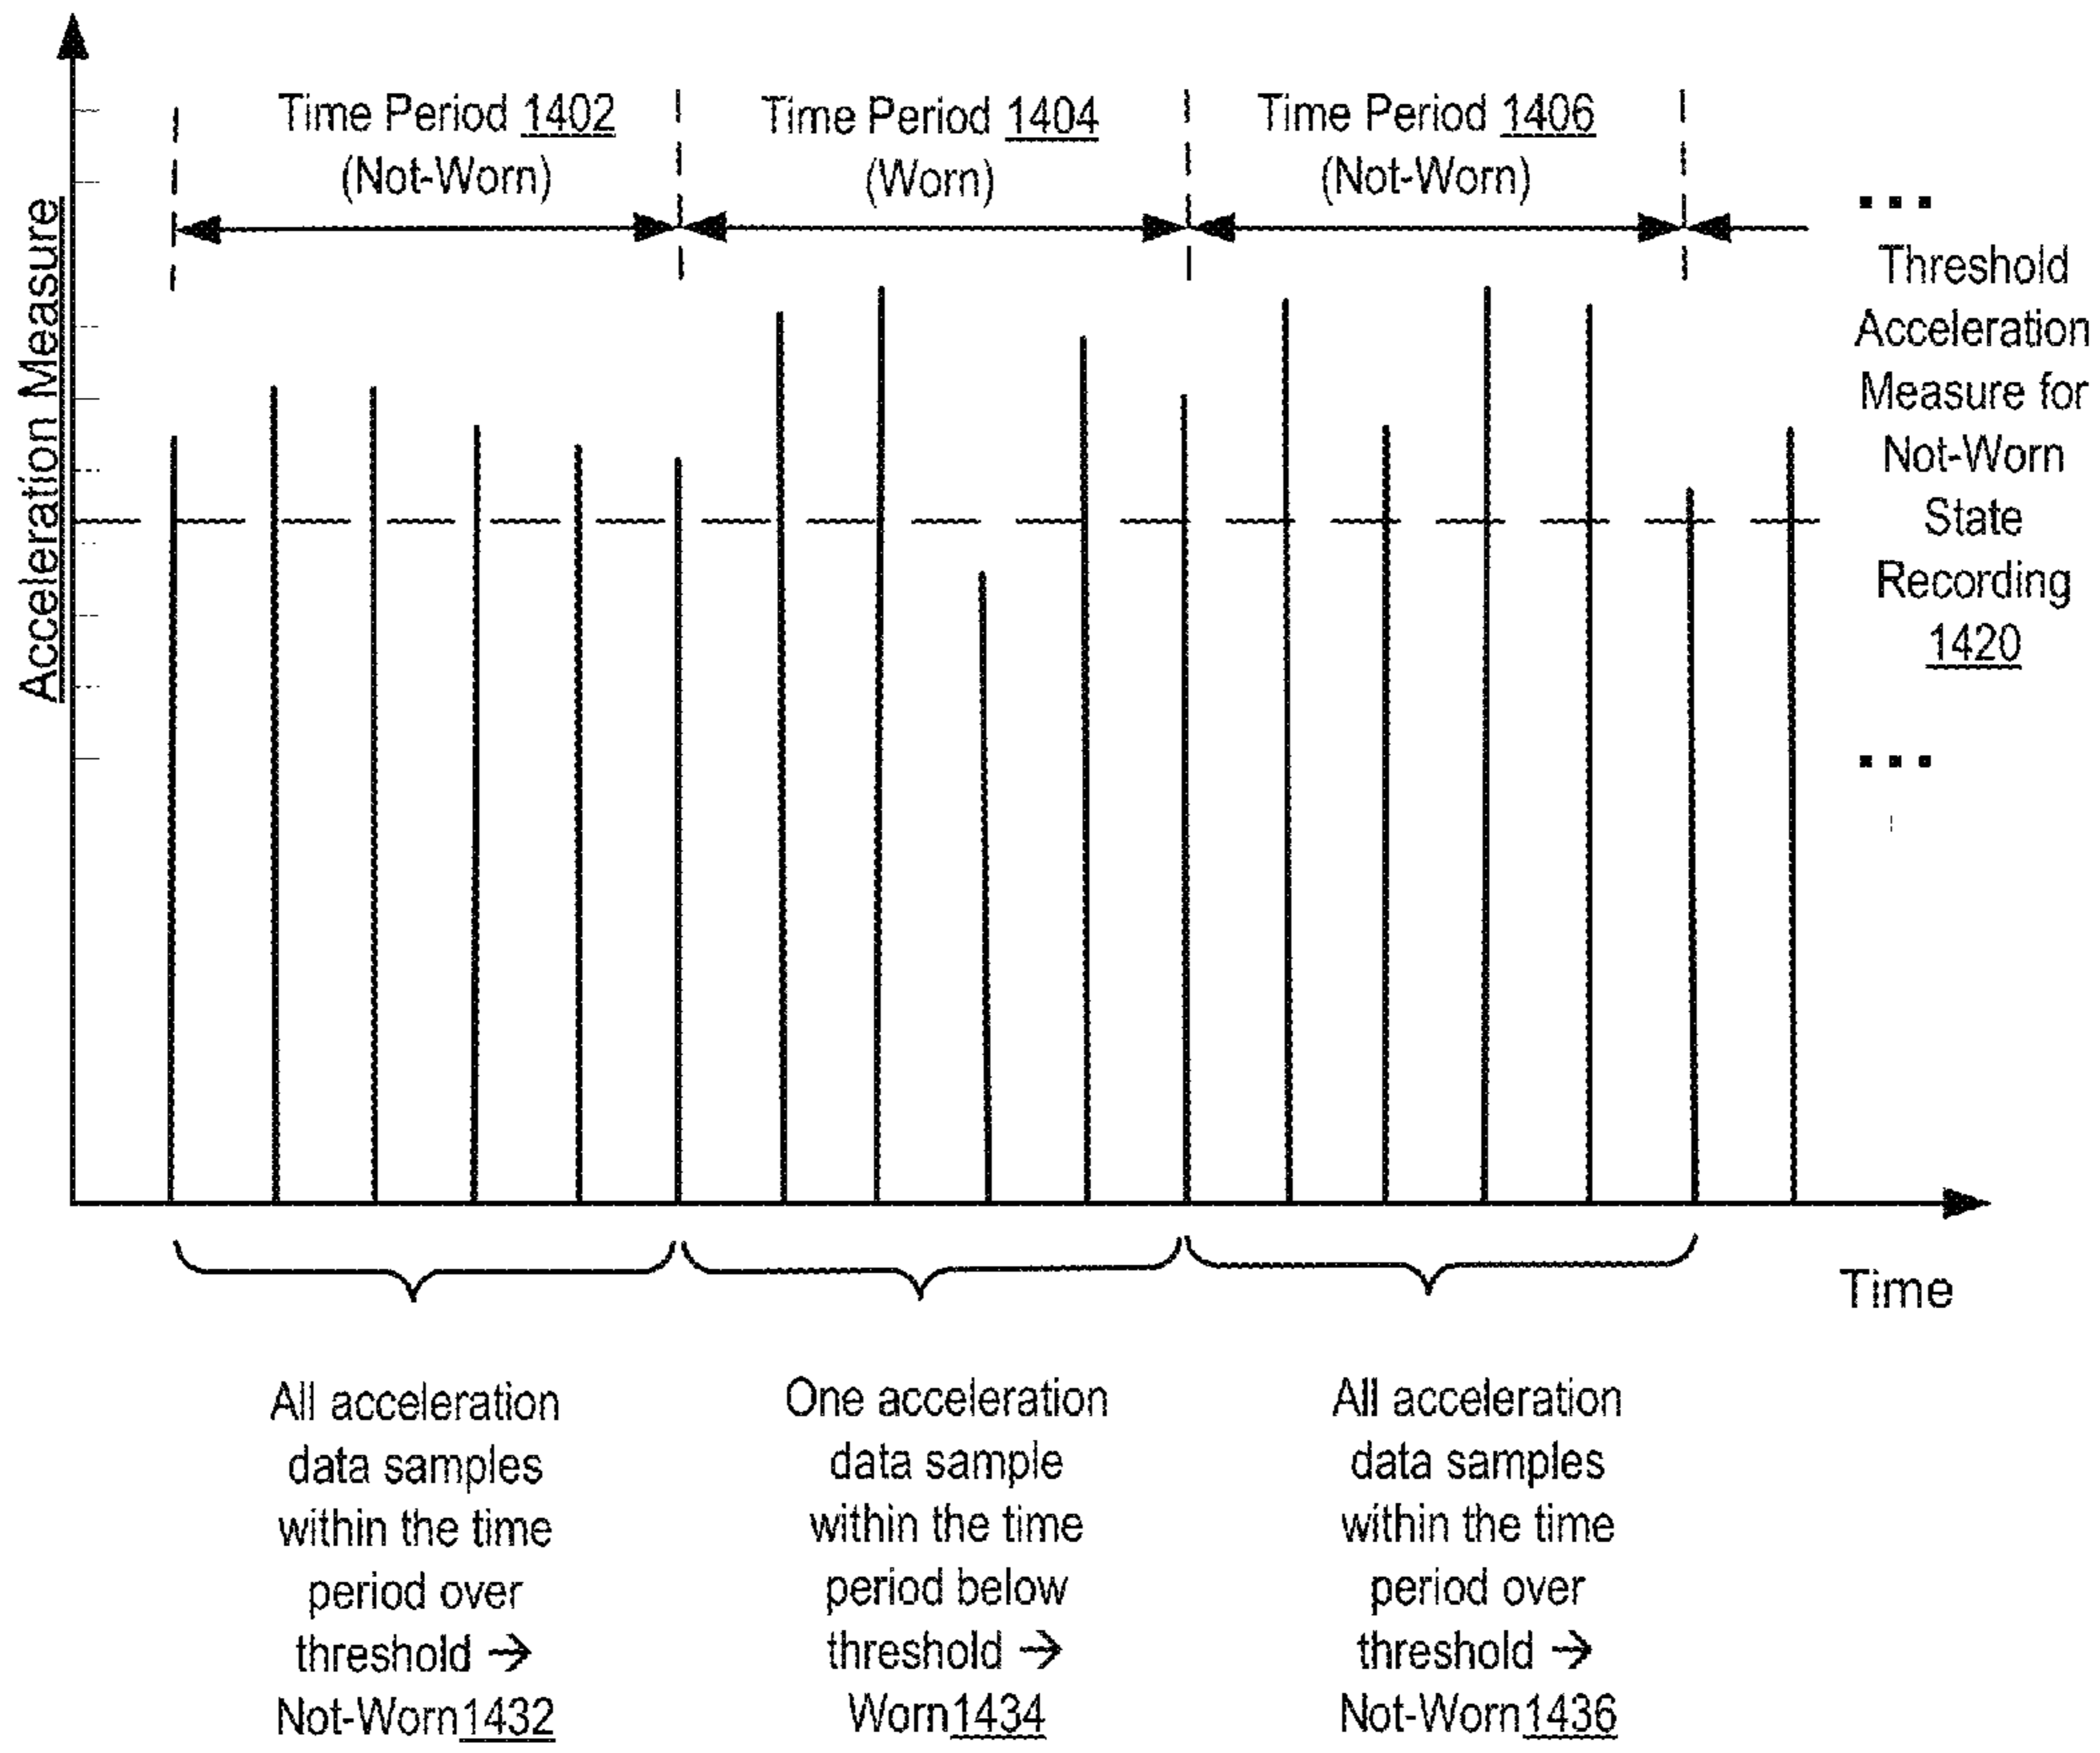 Acceleration Measure
Time Period 1402
(Not-Worn)
Time Period 1404
(Worn)
Time Period 1406
(Not-Worn)
...
Threshold
Acceleration
Measure for
Not-Worn
State
Recording
1420
...
Time
All acceleration
data samples
within the time
period over
threshold →
Not-Worn1432
One acceleration
data sample
within the time
period below
threshold →
Worn1434
All acceleration
data samples
within the time
period over
threshold →
Not-Worn1436